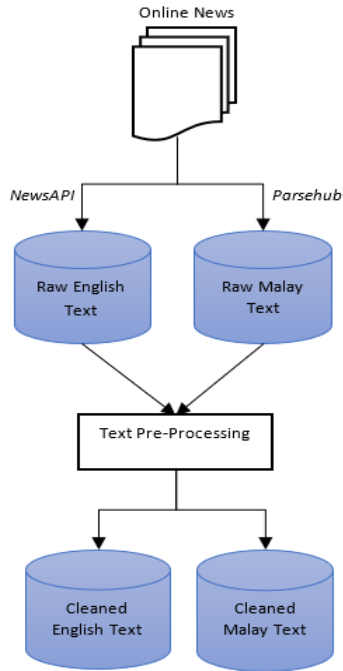 Online News
NewsAPI
Parsehub
Raw English
Text
Raw Malay
Text
Text Pre-Processing
Cleaned
English Text
Cleaned
Malay Text